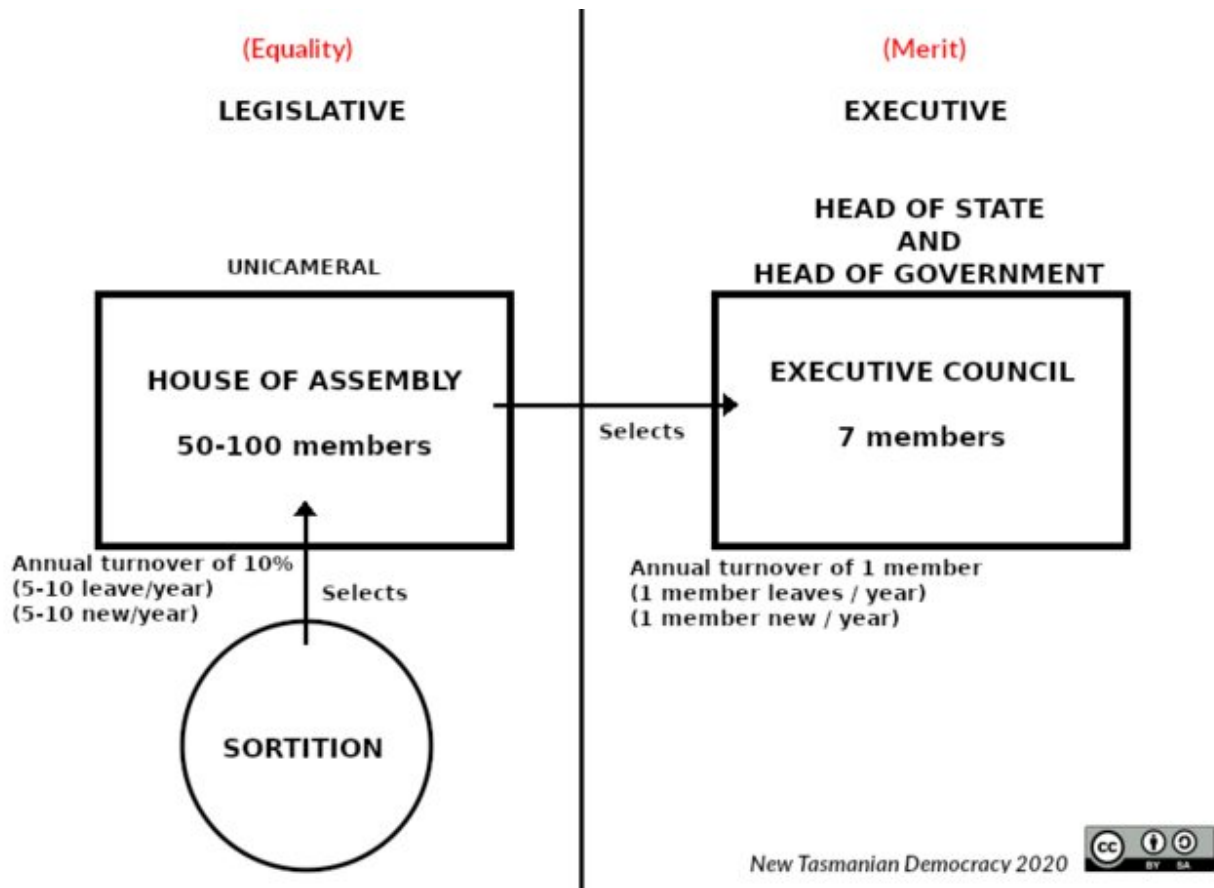 (Equality)
LEGISLATIVE
UNICAMERAL
HOUSE OF ASSEMBLY
50-100 members
Annual turnover of 10%
(5-10 leave/year)
(5-10 new/year)
Selects
SORTITION
Selects
(Merit)
EXECUTIVE
HEAD OF STATE
AND
HEAD OF GOVERNMENT
EXECUTIVE COUNCIL
7 members
Annual turnover of 1 member
(1 member leaves / year)
(1 member new / year)
New Tasmanian Democracy 2020
cc
BY SA